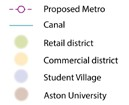 Proposed Metro
Canal
Retail district
Commercial district
Student Village
Aston University